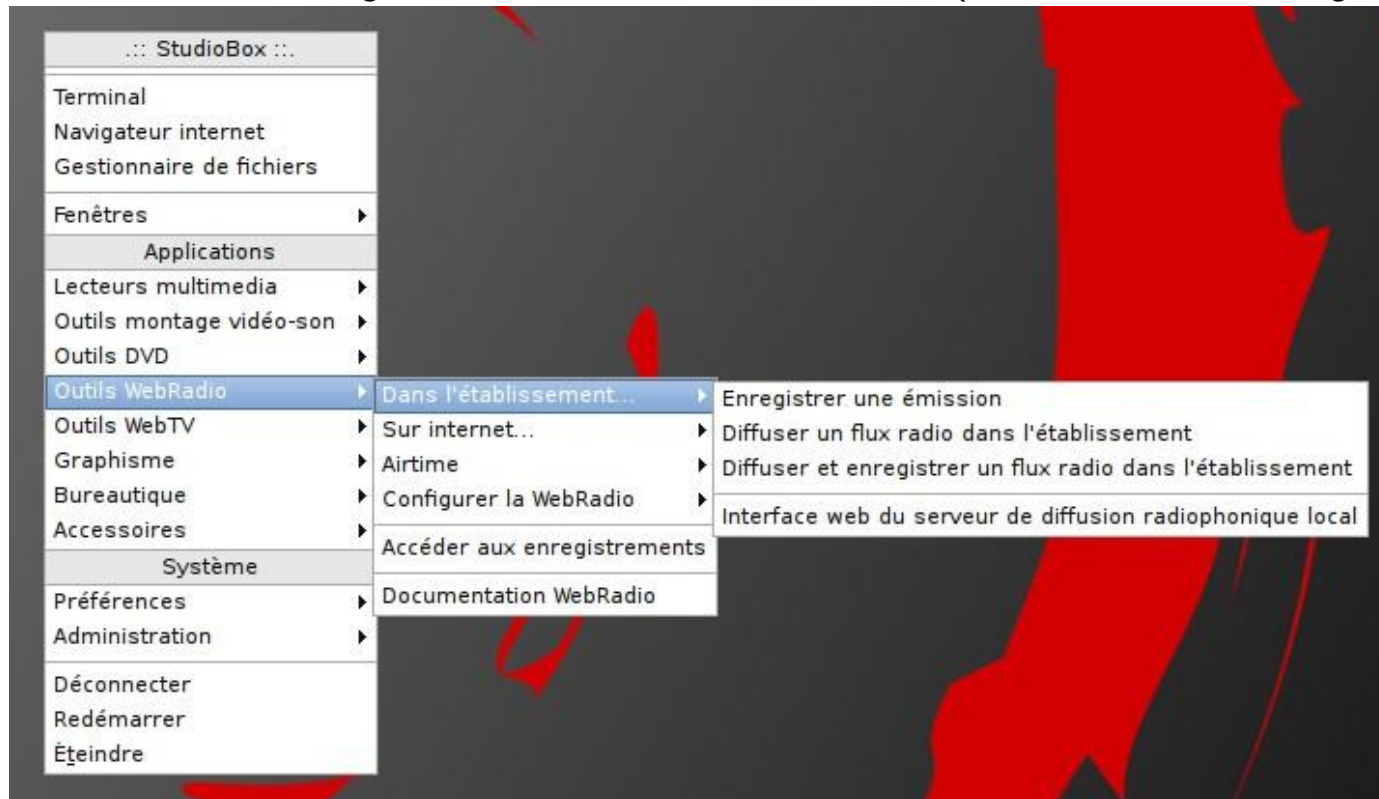 .:: StudioBox ::.
Terminal
Navigateur internet
Gestionnaire de fichiers
Fenêtres
Applications
Lecteurs multimedia
Outils montage vidéo-son
Outils DVD
Outils WebRadio
Outils WebTV
Graphisme
Bureautique
Accessoires
Système
Préférences
Administration
Déconnecter
Redémarrer
Éteindre
Dans l'établissement...
Sur internet...
Airtime
Configurer la WebRadio
Accéder aux enregistrements
Documentation WebRadio
Enregistrer une émission
Diffuser un flux radio dans l'établissement
Diffuser et enregistrer un flux radio dans l'établissement
Interface web du serveur de diffusion radiophonique local